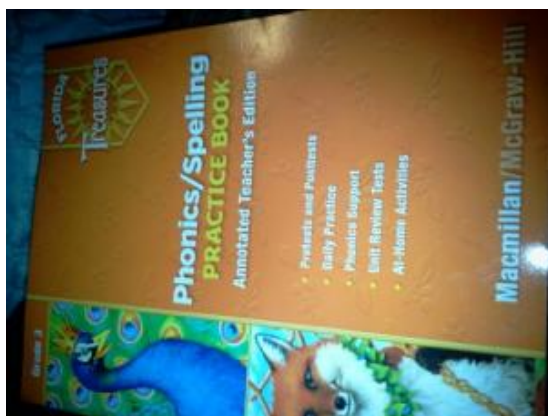 FLORIDA
Treasures
Phonics/Spelling
PRACTICE BOOK
Annotated Teacher's Edition
• Pretests and Posttests
• Daily Practice
• Phonics Support
• Unit Review Tests
• At-Home Activities
Macmillan/McGraw-Hill